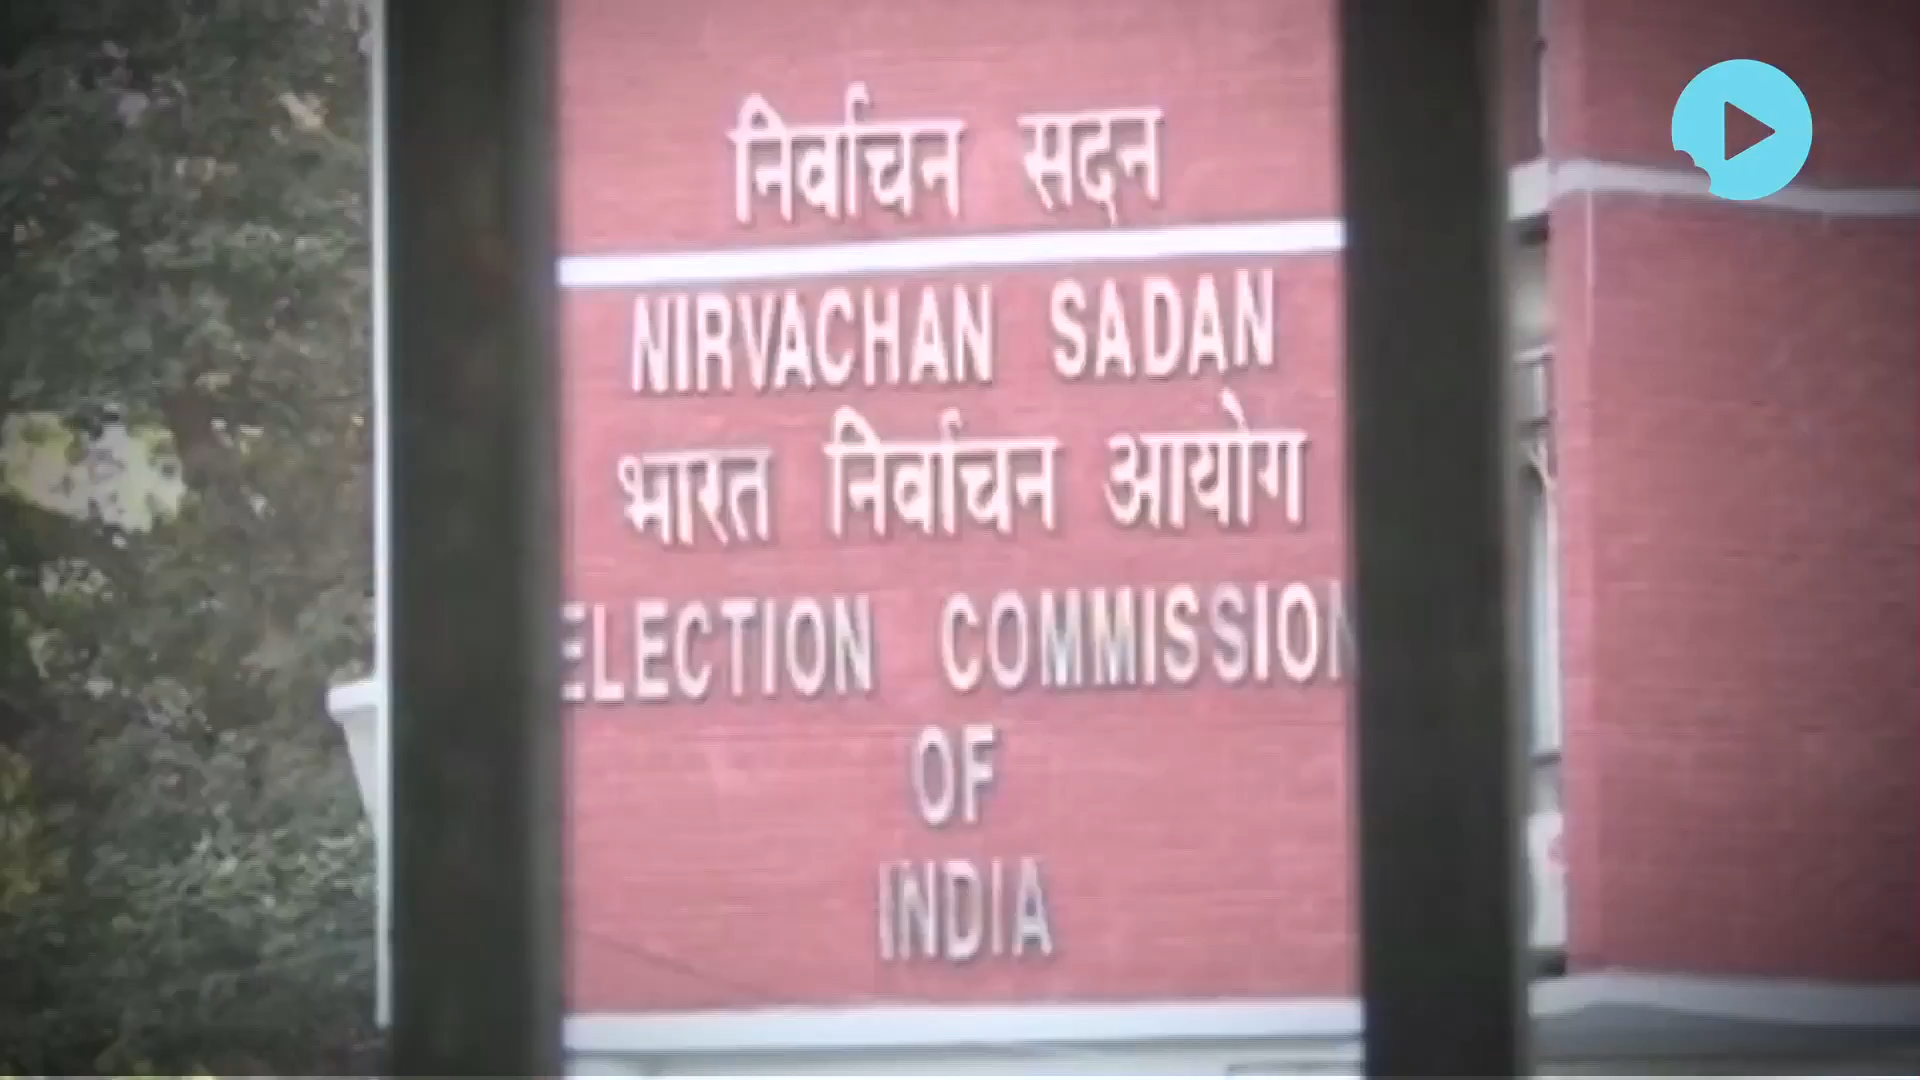 निर्वाचन सदन
NIRVACHAN SADAN
भारत निर्वाचन आयोग
ELECTION COMMISSION
OF
INDIA